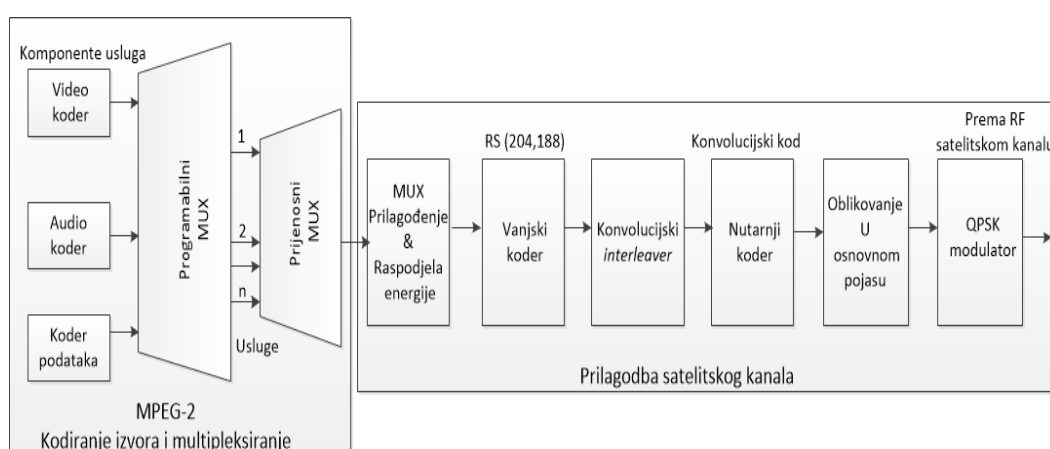 Komponente usluga
Video
koder
Audio
koder
Koder
podataka
Programabilni
MUX
1
2
n
Usluge
Prijenosni
MUX
MPEG-2
Kodiranje izvora i multipleksiranje
MUX
Prilagođenje
&
Raspodjela
energije
RS (204,188)
Vanjski
koder
Konvolucijski
interleaver
Konvolucijski kod
Nutarnji
koder
Oblikovanje
U
osnovnom
pojasu
Prema RF
satelitskom kanalu
QPSK
modulator
Prilagodba satelitskog kanala